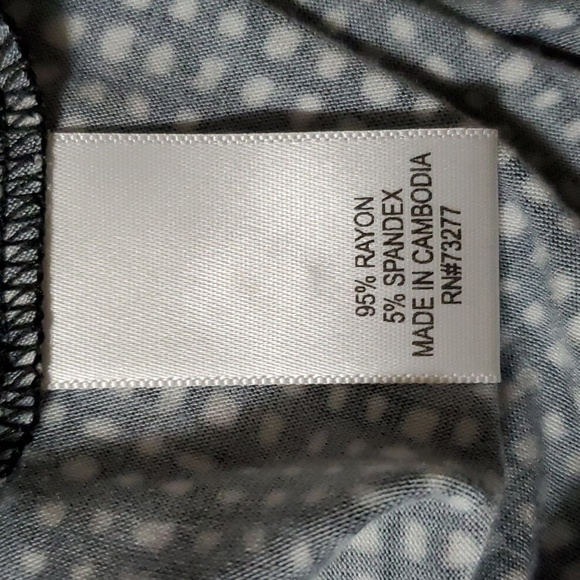 95% RAYON
5% SPANDEX
MADE IN CAMBODIA
RN#73277